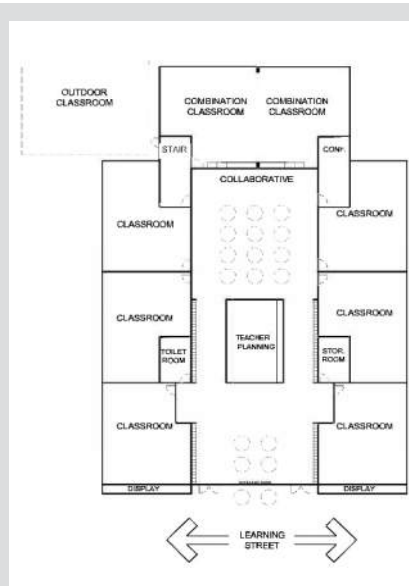 OUTDOOR
CLASSROOM
COMBINATION
CLASSROOM
COMBINATION
CLASSROOM
STAIR
CONF.
COLLABORATIVE
CLASSROOM
CLASSROOM
CLASSROOM
TEACHER
PLANNING
CLASSROOM
TOILET
ROOM
STOR.
ROOM
CLASSROOM
CLASSROOM
DISPLAY
DISPLAY
LEARNING
STREET